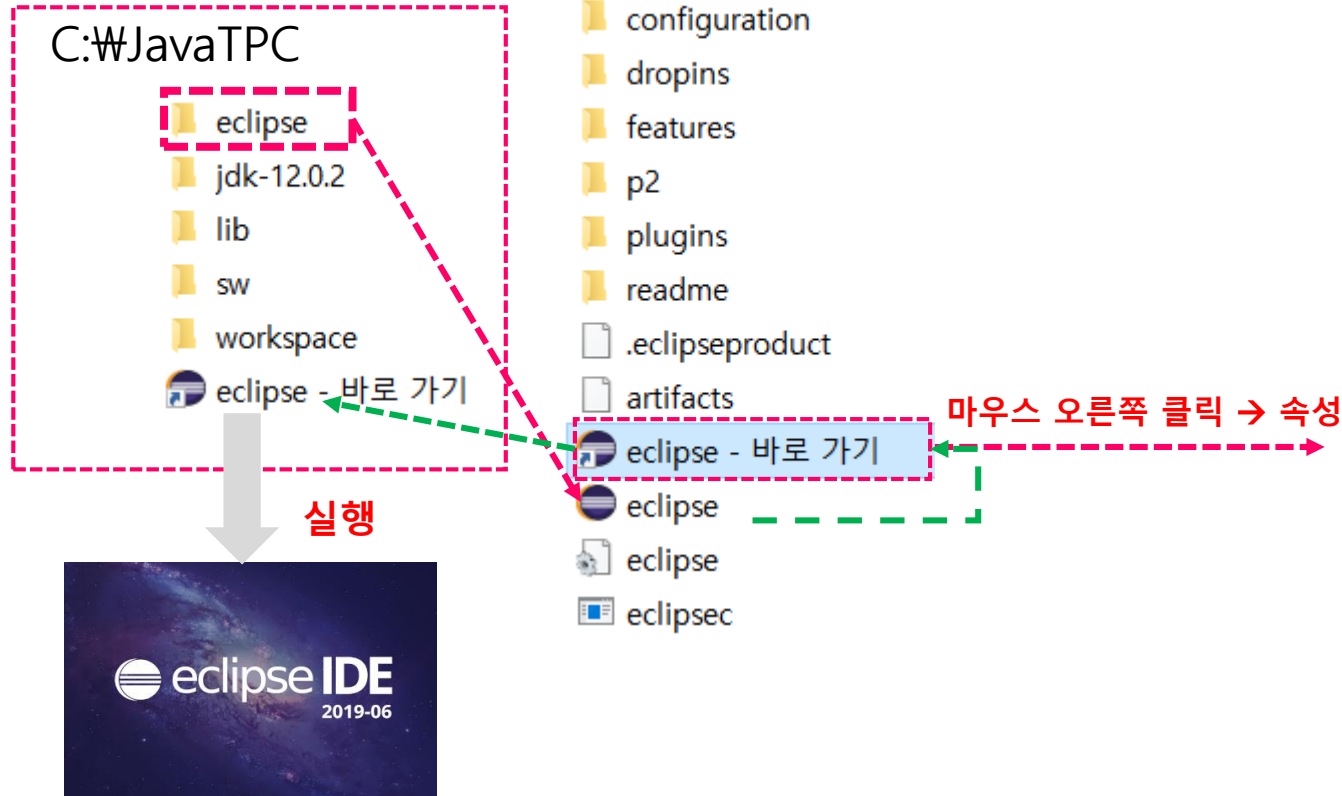 C:₩JavaTPC
eclipse
jdk-12.0.2
lib
sw
workspace
eclipse - 바로 가기
실행
eclipse IDE
2019-06
configuration
dropins
features
p2
plugins
readme
.eclipseproduct
artifacts
eclipse - 바로 가기
eclipse
eclipse
eclipsec
마우스 오른쪽 클릭 → 속성